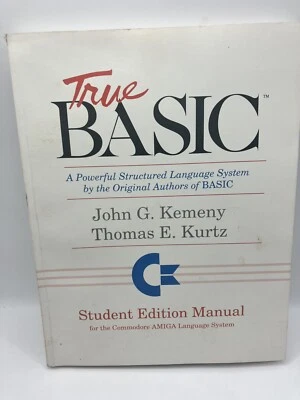 True
BASIC™
A Powerful Structured Language System
by the Original Authors of BASIC
John G. Kemeny
Thomas E. Kurtz
Student Edition Manual
for the Commodore AMIGA Language System